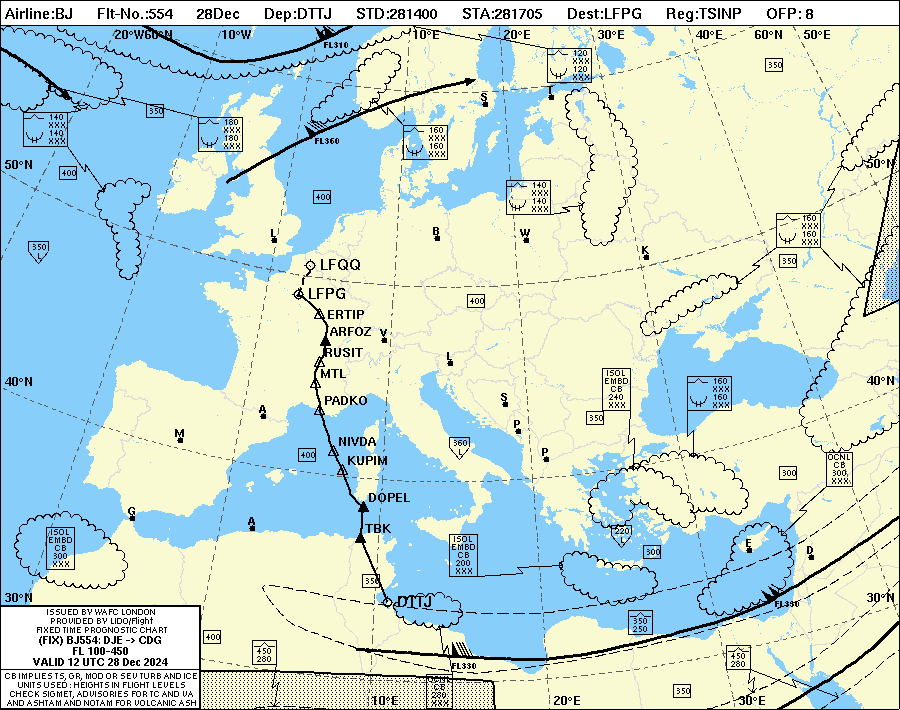 Airline:BJ Flt-No.:554 28Dec Dep:DTTJ STD:281400 STA:281705 Dest:LFPG Reg:TSINP OFP: 8
20°W60°N 10°W 10°E 20°E 30°E 40°E 60°N 50°E
FL310
120
XXX
120
XXX
350
140
XXX
140
XXX
350
180
XXX
180
XXX
FL360
S
T
160
XXX
160
XXX
50°N
50°N
400
400
140
XXX
140
XXX
160
XXX
160
XXX
L
B
W
K
350
L
350
LFQQ
LFPG
400
ERTIP
ARFOZ
V
RUSIT
L
MTL
40°N
40°N
ISOL
EMBD
CB
240
XXX
160
XXX
160
XXX
PADKO
S
A
350
P
M
NIVDA
360
L
400
KUPIM
P
OCNL
CB
300
XXX
300
DOPEL
G
A
TBK
220
L
ISOL
EMBD
CB
300
XXX
ISOL
EMBD
CB
200
XXX
E
D
300
350
30°N
30°N
DTTJ
FL330
350
250
ISSUED BY WAFC LONDON
PROVIDED BY LIDO/Flight
FIXED TIME PROGNOSTIC CHART
(FIX) BJ554: DJE -> CDG
FL 100-450
VALID 12 UTC 28 Dec 2024
400
450
280
FL330
450
280
CB IMPLIES TS, GR, MOD OR SEV TURB AND ICE
UNITS USED : HEIGHTS IN FLIGHT LEVELS
CHECK SIGMET, ADVISORIES FOR TC AND VA
AND ASHTAM AND NOTAM FOR VOLCANIC ASH
OCNL
CB
280
XXX
350
10°E 20°E 30°E